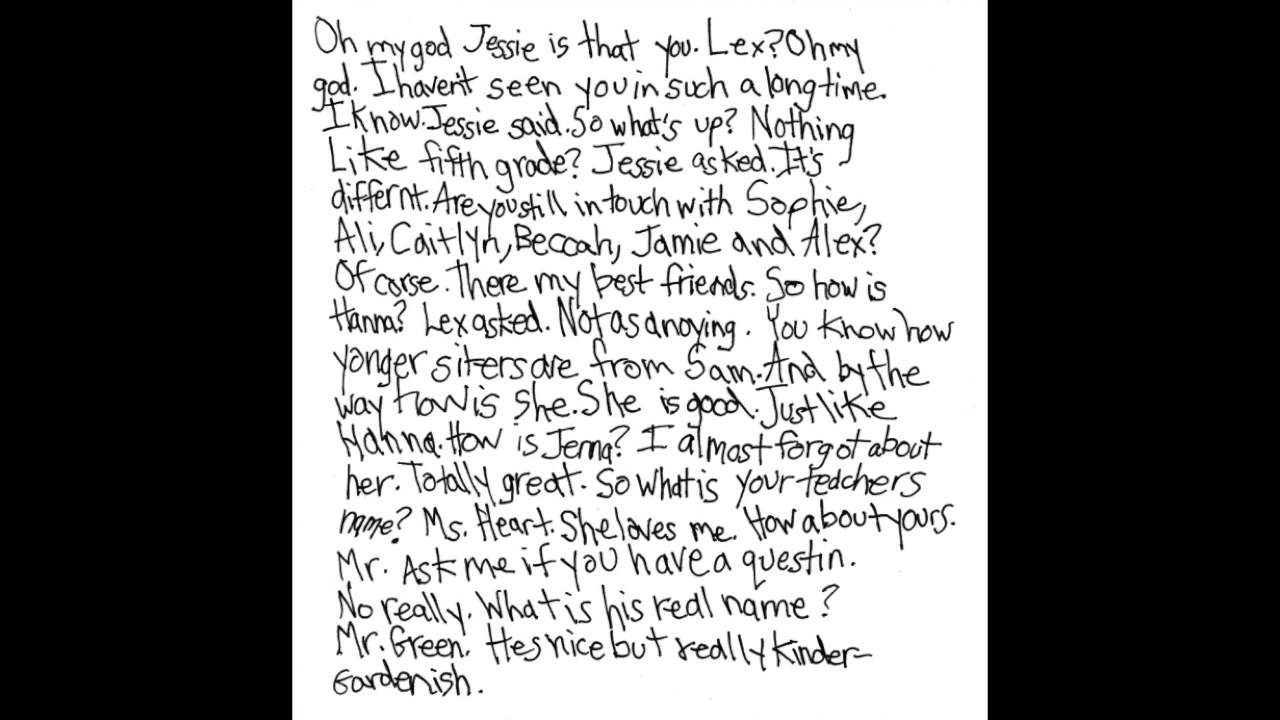 Oh my god Jessie is that you. Lex? Oh my
god. I haven't seen you in such a long time.
I know. Jessie said. So what's up? Nothing
Like fifth grade? Jessie asked. It's
differnt. Are you still in touch with Sophie,
Ali, Caitlyn, Beccah, Jamie and Alex?
Of corse. There my best friends. So how is
Hanna? Lex asked. Not as anoying. You know how
yonger siters are from Sam. And by the
way how is she. She is good. Just like
Hanna. How is Jenna? I almost forgot about
her. Totally great. So what is your teachers
name? Ms. Heart. She loves me. How about yours.
Mr. Ask me if you have a questin.
No really. What is his real name?
Mr. Green. Hes nice but really Kinder-
Gardenish.